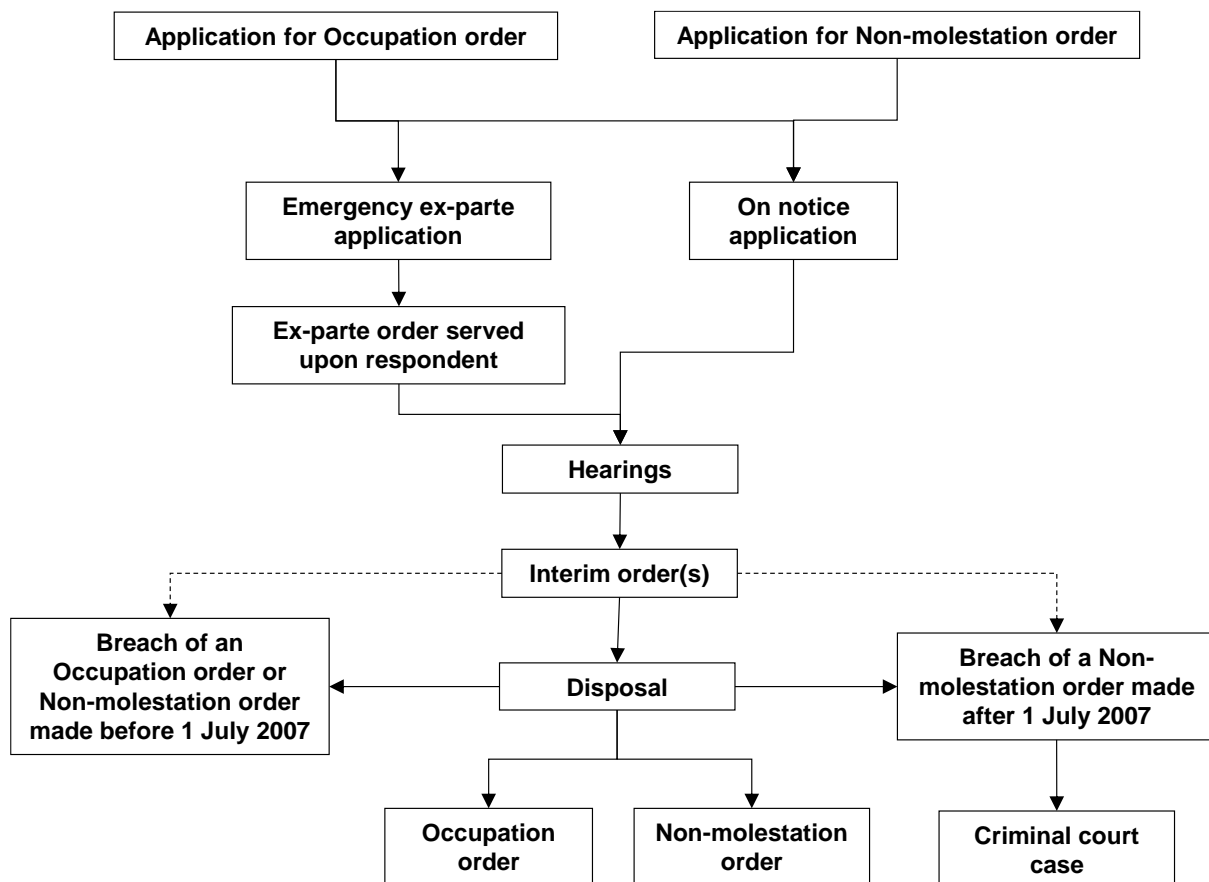 Application for Occupation order
Application for Non-molestation order
Emergency ex-parte
application
On notice
application
Ex-parte order served
upon respondent
Hearings
Interim order(s)
Breach of an
Occupation order or
Non-molestation order
made before 1 July 2007
Disposal
Breach of a Non-
molestation order made
after 1 July 2007
Occupation
order
Non-molestation
order
Criminal court
case